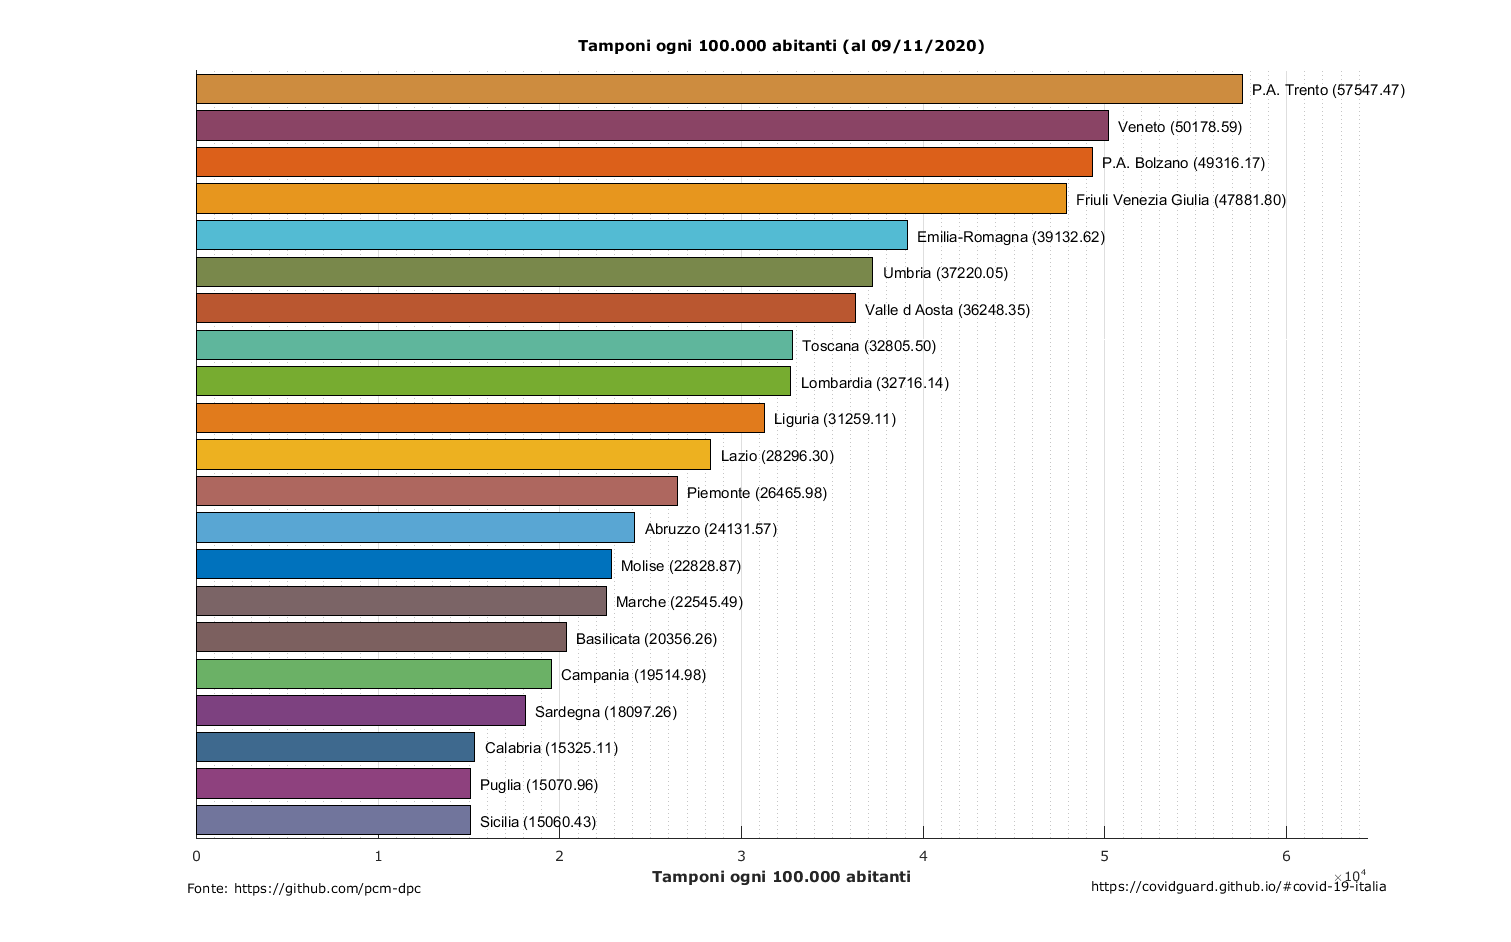 Tamponi ogni 100.000 abitanti (al 09/11/2020)
P.A. Trento (57547.47)
Veneto (50178.59)
P.A. Bolzano (49316.17)
Friuli Venezia Giulia (47881.80)
Emilia-Romagna (39132.62)
Umbria (37220.05)
Valle d Aosta (36248.35)
Toscana (32805.50)
Lombardia (32716.14)
Liguria (31259.11)
Lazio (28296.30)
Piemonte (26465.98)
Abruzzo (24131.57)
Molise (22828.87)
Marche (22545.49)
Basilicata (20356.26)
Campania (19514.98)
Sardegna (18097.26)
Calabria (15325.11)
Puglia (15070.96)
Sicilia (15060.43)
0 1 2 3 4 5 6
×10⁴
Tamponi ogni 100.000 abitanti
Fonte: https://github.com/pcm-dpc
https://covidguard.github.io/#covid-19-italia